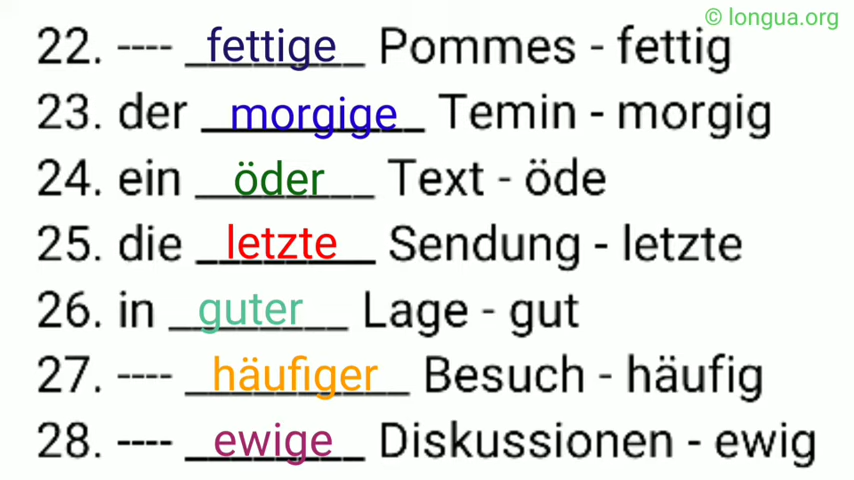 © longua.org
22. ---- fettige Pommes - fettig
23. der morgige Temin - morgig
24. ein öder Text - öde
25. die letzte Sendung - letzte
26. in guter Lage - gut
27. ---- häufiger Besuch - häufig
28. ---- ewige Diskussionen - ewig